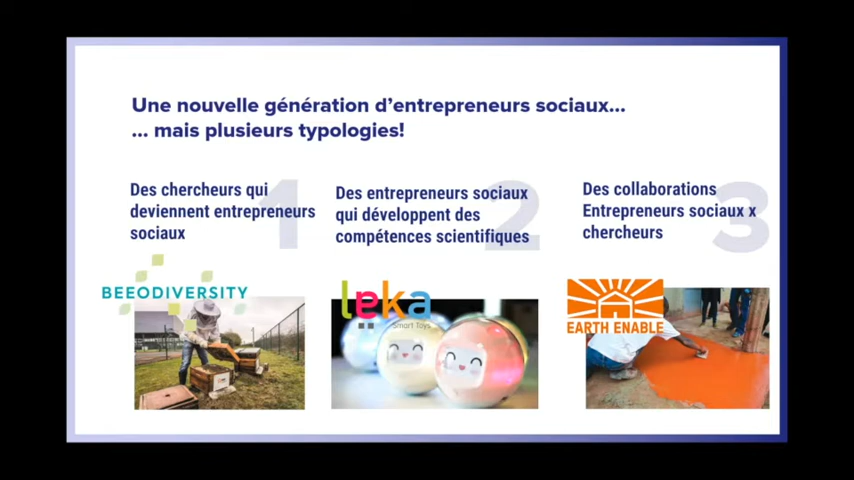 Une nouvelle génération d'entrepreneurs sociaux...
... mais plusieurs typologies!
1
Des chercheurs qui
deviennent entrepreneurs
sociaux
2
Des entrepreneurs sociaux
qui développent des
compétences scientifiques
3
Des collaborations
Entrepreneurs sociaux x
chercheurs
BEEODIVERSITY
leka
Smart Toys
EARTH ENABLE